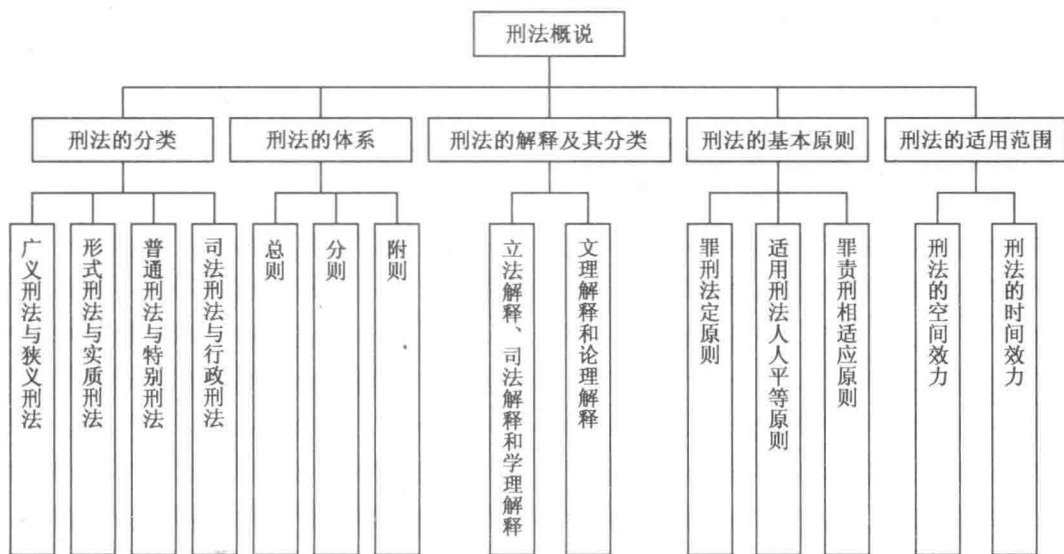 刑法概说
刑法的分类
刑法的体系
刑法的解释及其分类
刑法的基本原则
刑法的适用范围
广义刑法与狭义刑法
形式刑法与实质刑法
普通刑法与特别刑法
司法刑法与行政刑法
总则
分则
附则
立法解释、司法解释和学理解释
文理解释和论理解释
罪刑法定原则
适用刑法人人平等原则
罪责刑相适应原则
刑法的空间效力
刑法的时间效力